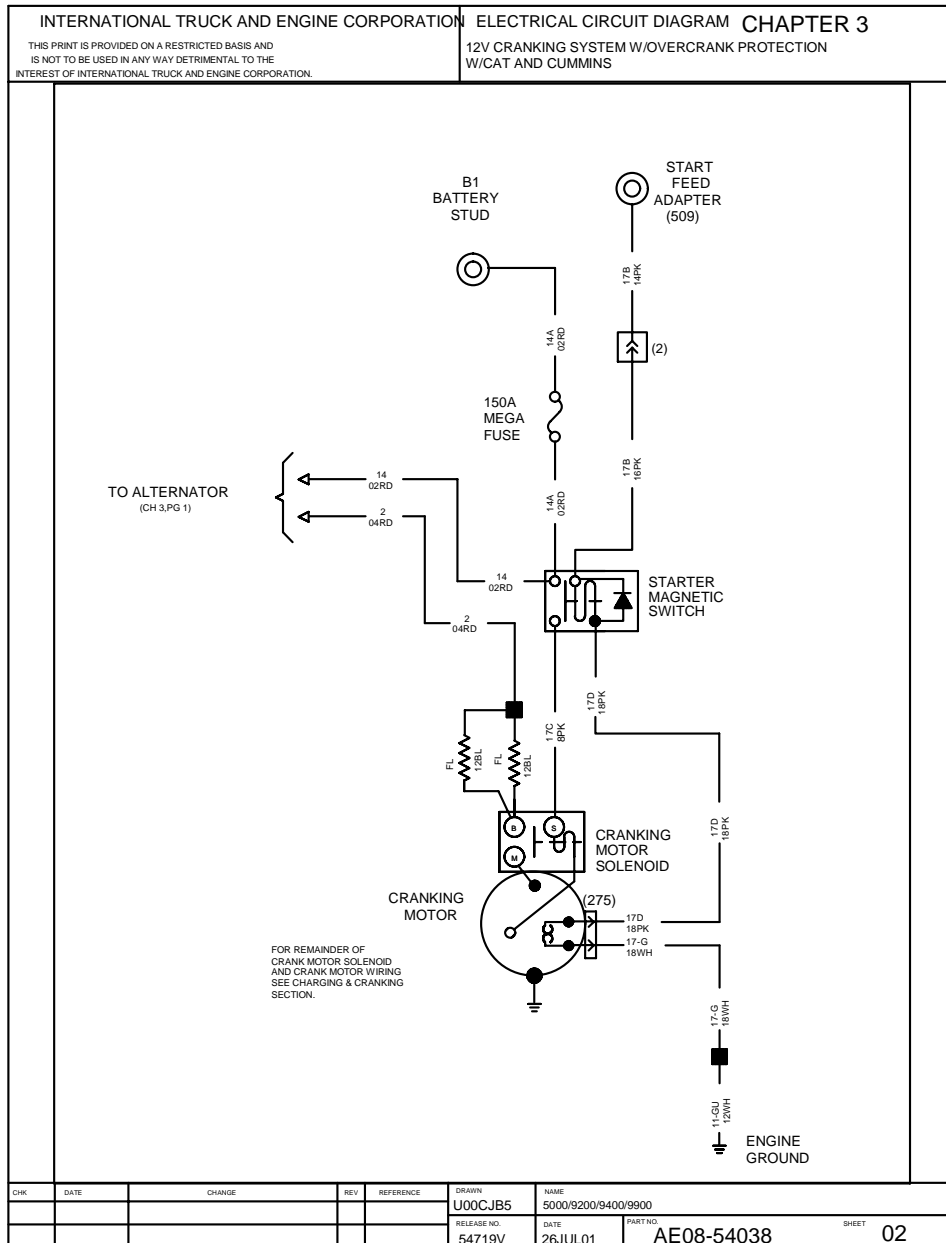 INTERNATIONAL TRUCK AND ENGINE CORPORATION
THIS PRINT IS PROVIDED ON A RESTRICTED BASIS AND
IS NOT TO BE USED IN ANY WAY DETRIMENTAL TO THE
INTEREST OF INTERNATIONAL TRUCK AND ENGINE CORPORATION.
ELECTRICAL CIRCUIT DIAGRAM CHAPTER 3
12V CRANKING SYSTEM W/OVERCRANK PROTECTION
W/CAT AND CUMMINS
B1
BATTERY
STUD
START
FEED
ADAPTER
(509)
17B
14PK
(2)
14A
02RD
150A
MEGA
FUSE
17B
16PK
14A
02RD
TO ALTERNATOR
(CH 3,PG 1)
14
02RD
2
04RD
14
02RD
2
04RD
STARTER
MAGNETIC
SWITCH
17D
18PK
17C
8PK
FL
12BL
FL
12BL
17D
18PK
B
S
M
CRANKING
MOTOR
SOLENOID
CRANKING
MOTOR
(275)
17D
18PK
17-G
18WH
FOR REMAINDER OF
CRANK MOTOR SOLENOID
AND CRANK MOTOR WIRING
SEE CHARGING & CRANKING
SECTION.
17-G
18WH
11-GU
12WH
ENGINE
GROUND
CHK DATE CHANGE REV REFERENCE
DRAWN
U00CJB5
NAME
5000/9200/9400/9900
RELEASE NO.
54719V
DATE
26JUL01
PART NO.
AE08-54038
SHEET
02